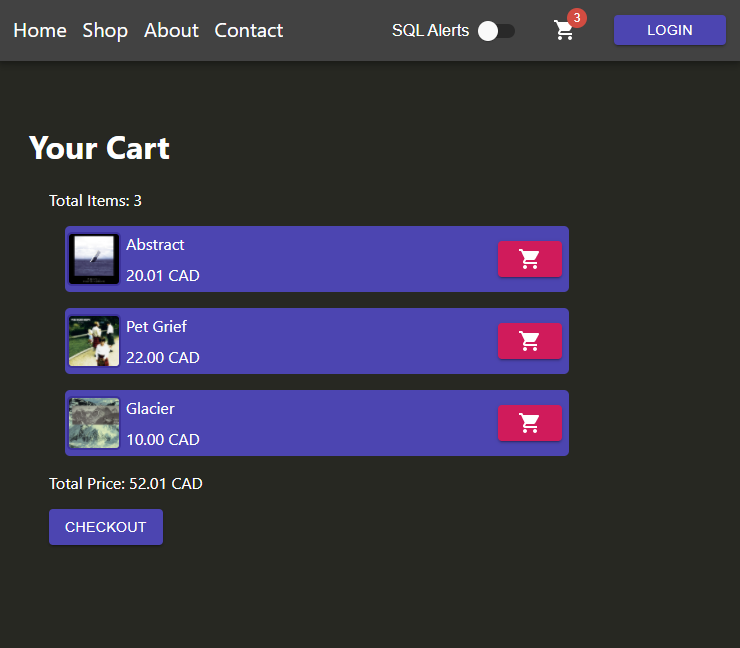 Home Shop About Contact SQL Alerts 3 LOGIN
Your Cart
Total Items: 3
Abstract
20.01 CAD
Pet Grief
22.00 CAD
Glacier
10.00 CAD
Total Price: 52.01 CAD
CHECKOUT